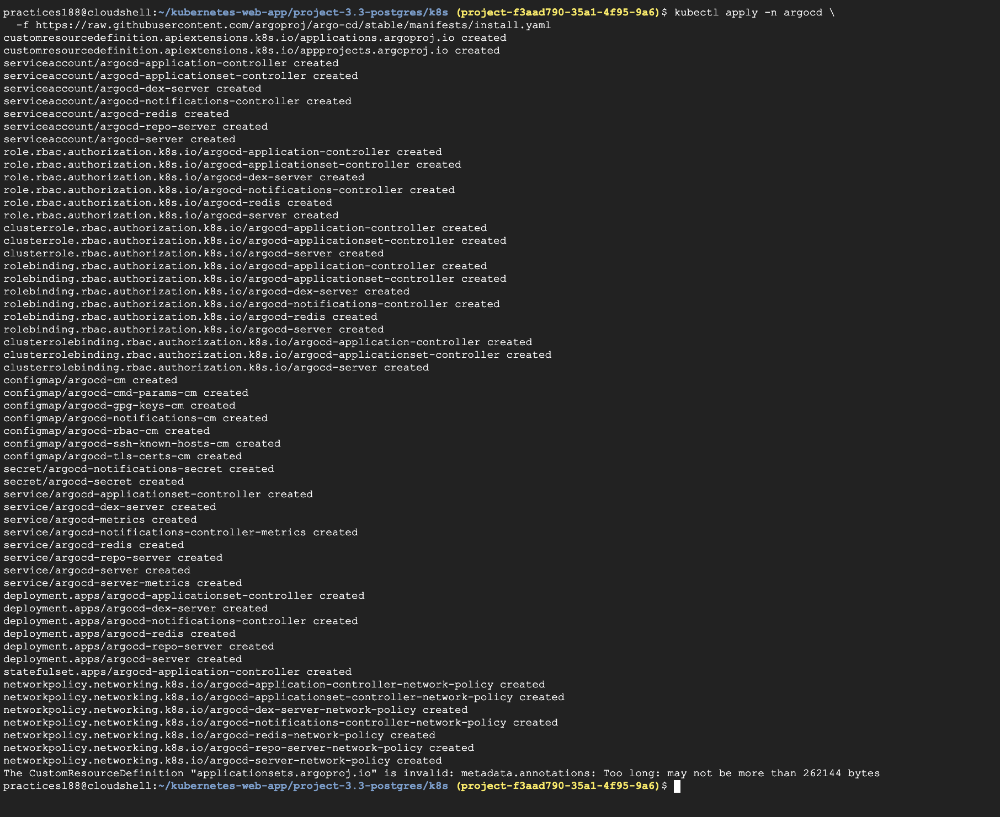 practices188@cloudshell:~/kubernetes-web-app/project-3.3-postgres/k8s (project-f3aad790-35a1-4f95-9a6)$ kubectl apply -n argocd \
  -f https://raw.githubusercontent.com/argoproj/argo-cd/stable/manifests/install.yaml
customresourcedefinition.apiextensions.k8s.io/applications.argoproj.io created
customresourcedefinition.apiextensions.k8s.io/appprojects.argoproj.io created
serviceaccount/argocd-application-controller created
serviceaccount/argocd-applicationset-controller created
serviceaccount/argocd-dex-server created
serviceaccount/argocd-notifications-controller created
serviceaccount/argocd-redis created
serviceaccount/argocd-repo-server created
serviceaccount/argocd-server created
role.rbac.authorization.k8s.io/argocd-application-controller created
role.rbac.authorization.k8s.io/argocd-applicationset-controller created
role.rbac.authorization.k8s.io/argocd-dex-server created
role.rbac.authorization.k8s.io/argocd-notifications-controller created
role.rbac.authorization.k8s.io/argocd-redis created
role.rbac.authorization.k8s.io/argocd-server created
clusterrole.rbac.authorization.k8s.io/argocd-application-controller created
clusterrole.rbac.authorization.k8s.io/argocd-applicationset-controller created
clusterrole.rbac.authorization.k8s.io/argocd-server created
rolebinding.rbac.authorization.k8s.io/argocd-application-controller created
rolebinding.rbac.authorization.k8s.io/argocd-applicationset-controller created
rolebinding.rbac.authorization.k8s.io/argocd-dex-server created
rolebinding.rbac.authorization.k8s.io/argocd-notifications-controller created
rolebinding.rbac.authorization.k8s.io/argocd-redis created
rolebinding.rbac.authorization.k8s.io/argocd-server created
clusterrolebinding.rbac.authorization.k8s.io/argocd-application-controller created
clusterrolebinding.rbac.authorization.k8s.io/argocd-applicationset-controller created
clusterrolebinding.rbac.authorization.k8s.io/argocd-server created
configmap/argocd-cm created
configmap/argocd-cmd-params-cm created
configmap/argocd-gpg-keys-cm created
configmap/argocd-notifications-cm created
configmap/argocd-rbac-cm created
configmap/argocd-ssh-known-hosts-cm created
configmap/argocd-tls-certs-cm created
secret/argocd-notifications-secret created
secret/argocd-secret created
service/argocd-applicationset-controller created
service/argocd-dex-server created
service/argocd-metrics created
service/argocd-notifications-controller-metrics created
service/argocd-redis created
service/argocd-repo-server created
service/argocd-server created
service/argocd-server-metrics created
deployment.apps/argocd-applicationset-controller created
deployment.apps/argocd-dex-server created
deployment.apps/argocd-notifications-controller created
deployment.apps/argocd-redis created
deployment.apps/argocd-repo-server created
deployment.apps/argocd-server created
statefulset.apps/argocd-application-controller created
networkpolicy.networking.k8s.io/argocd-application-controller-network-policy created
networkpolicy.networking.k8s.io/argocd-applicationset-controller-network-policy created
networkpolicy.networking.k8s.io/argocd-dex-server-network-policy created
networkpolicy.networking.k8s.io/argocd-notifications-controller-network-policy created
networkpolicy.networking.k8s.io/argocd-redis-network-policy created
networkpolicy.networking.k8s.io/argocd-repo-server-network-policy created
networkpolicy.networking.k8s.io/argocd-server-network-policy created
The CustomResourceDefinition "applicationsets.argoproj.io" is invalid: metadata.annotations: Too long: may not be more than 262144 bytes
practices188@cloudshell:~/kubernetes-web-app/project-3.3-postgres/k8s (project-f3aad790-35a1-4f95-9a6)$